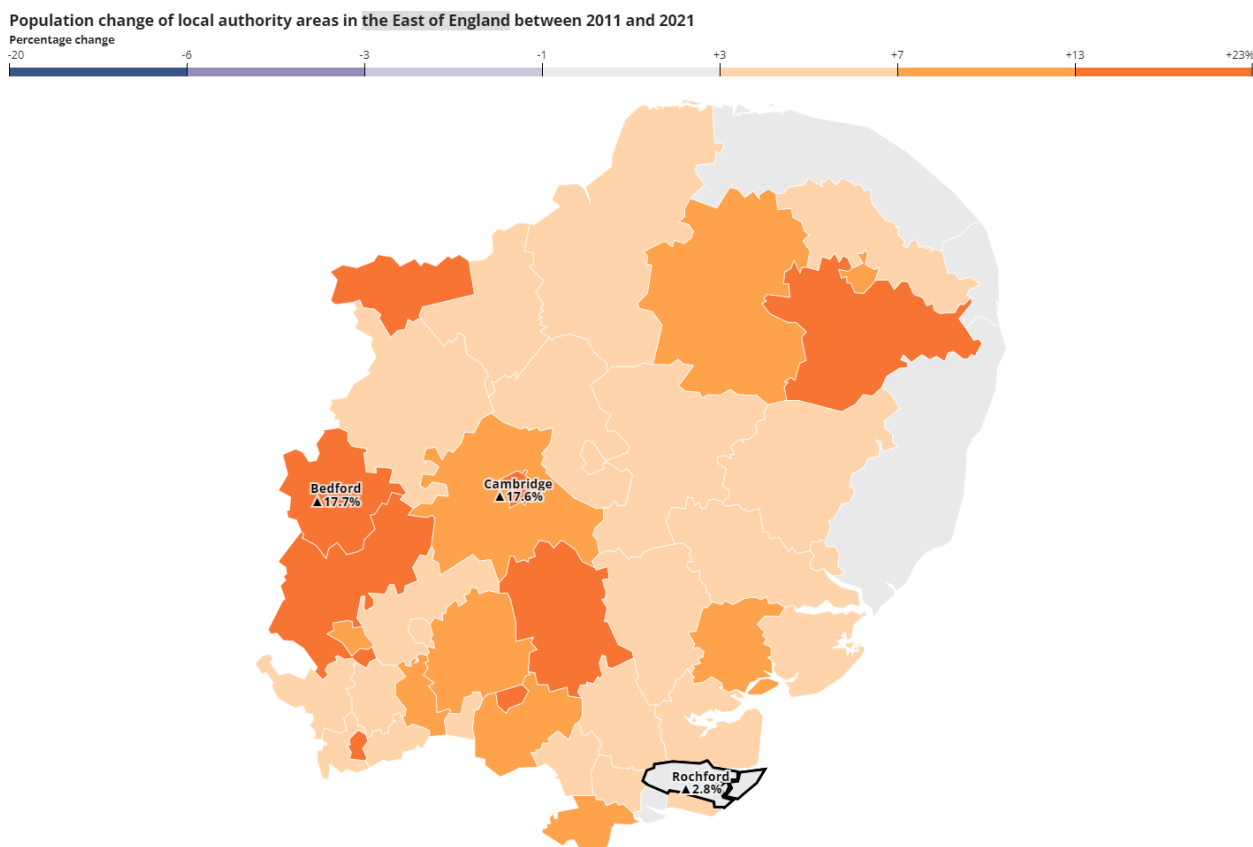 Population change of local authority areas in the East of England between 2011 and 2021
Percentage change
-20 -6 -3 -1 +3 +7 +13 +23%
Bedford
▲17.7%
Cambridge
▲17.6%
Rochford
▲2.8%